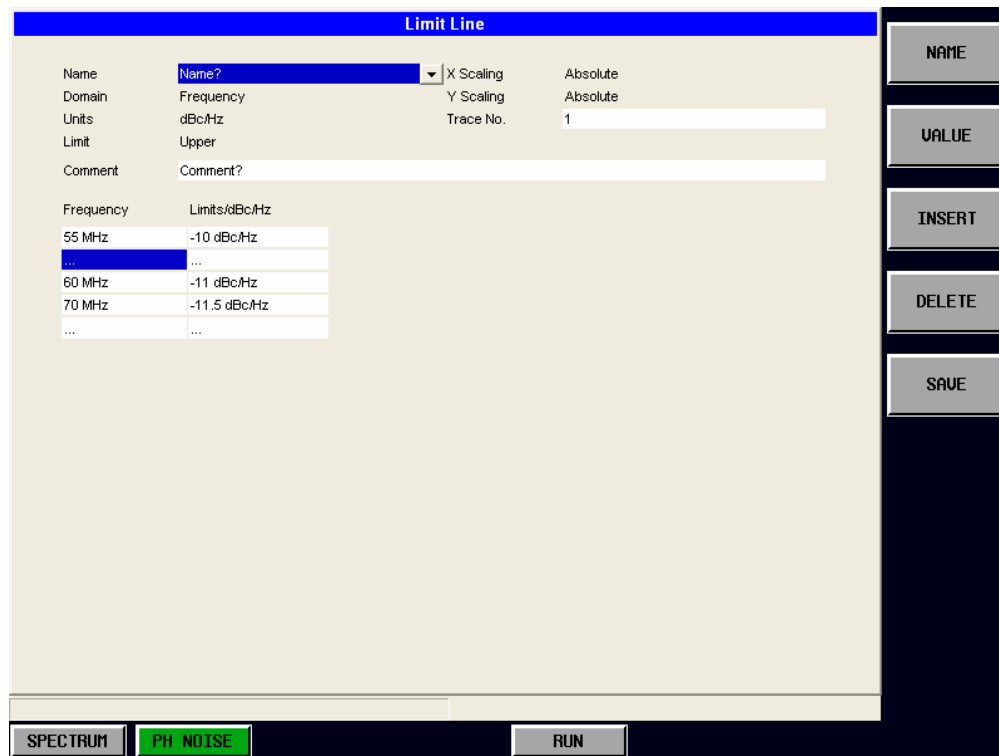 Limit Line
Name Name? X Scaling Absolute
Domain Frequency Y Scaling Absolute
Units dBc/Hz Trace No. 1
Limit Upper
Comment Comment?
Frequency Limits/dBc/Hz
55 MHz -10 dBc/Hz
... ...
60 MHz -11 dBc/Hz
70 MHz -11.5 dBc/Hz
... ...
NAME
VALUE
INSERT
DELETE
SAVE
SPECTRUM PH NOISE RUN